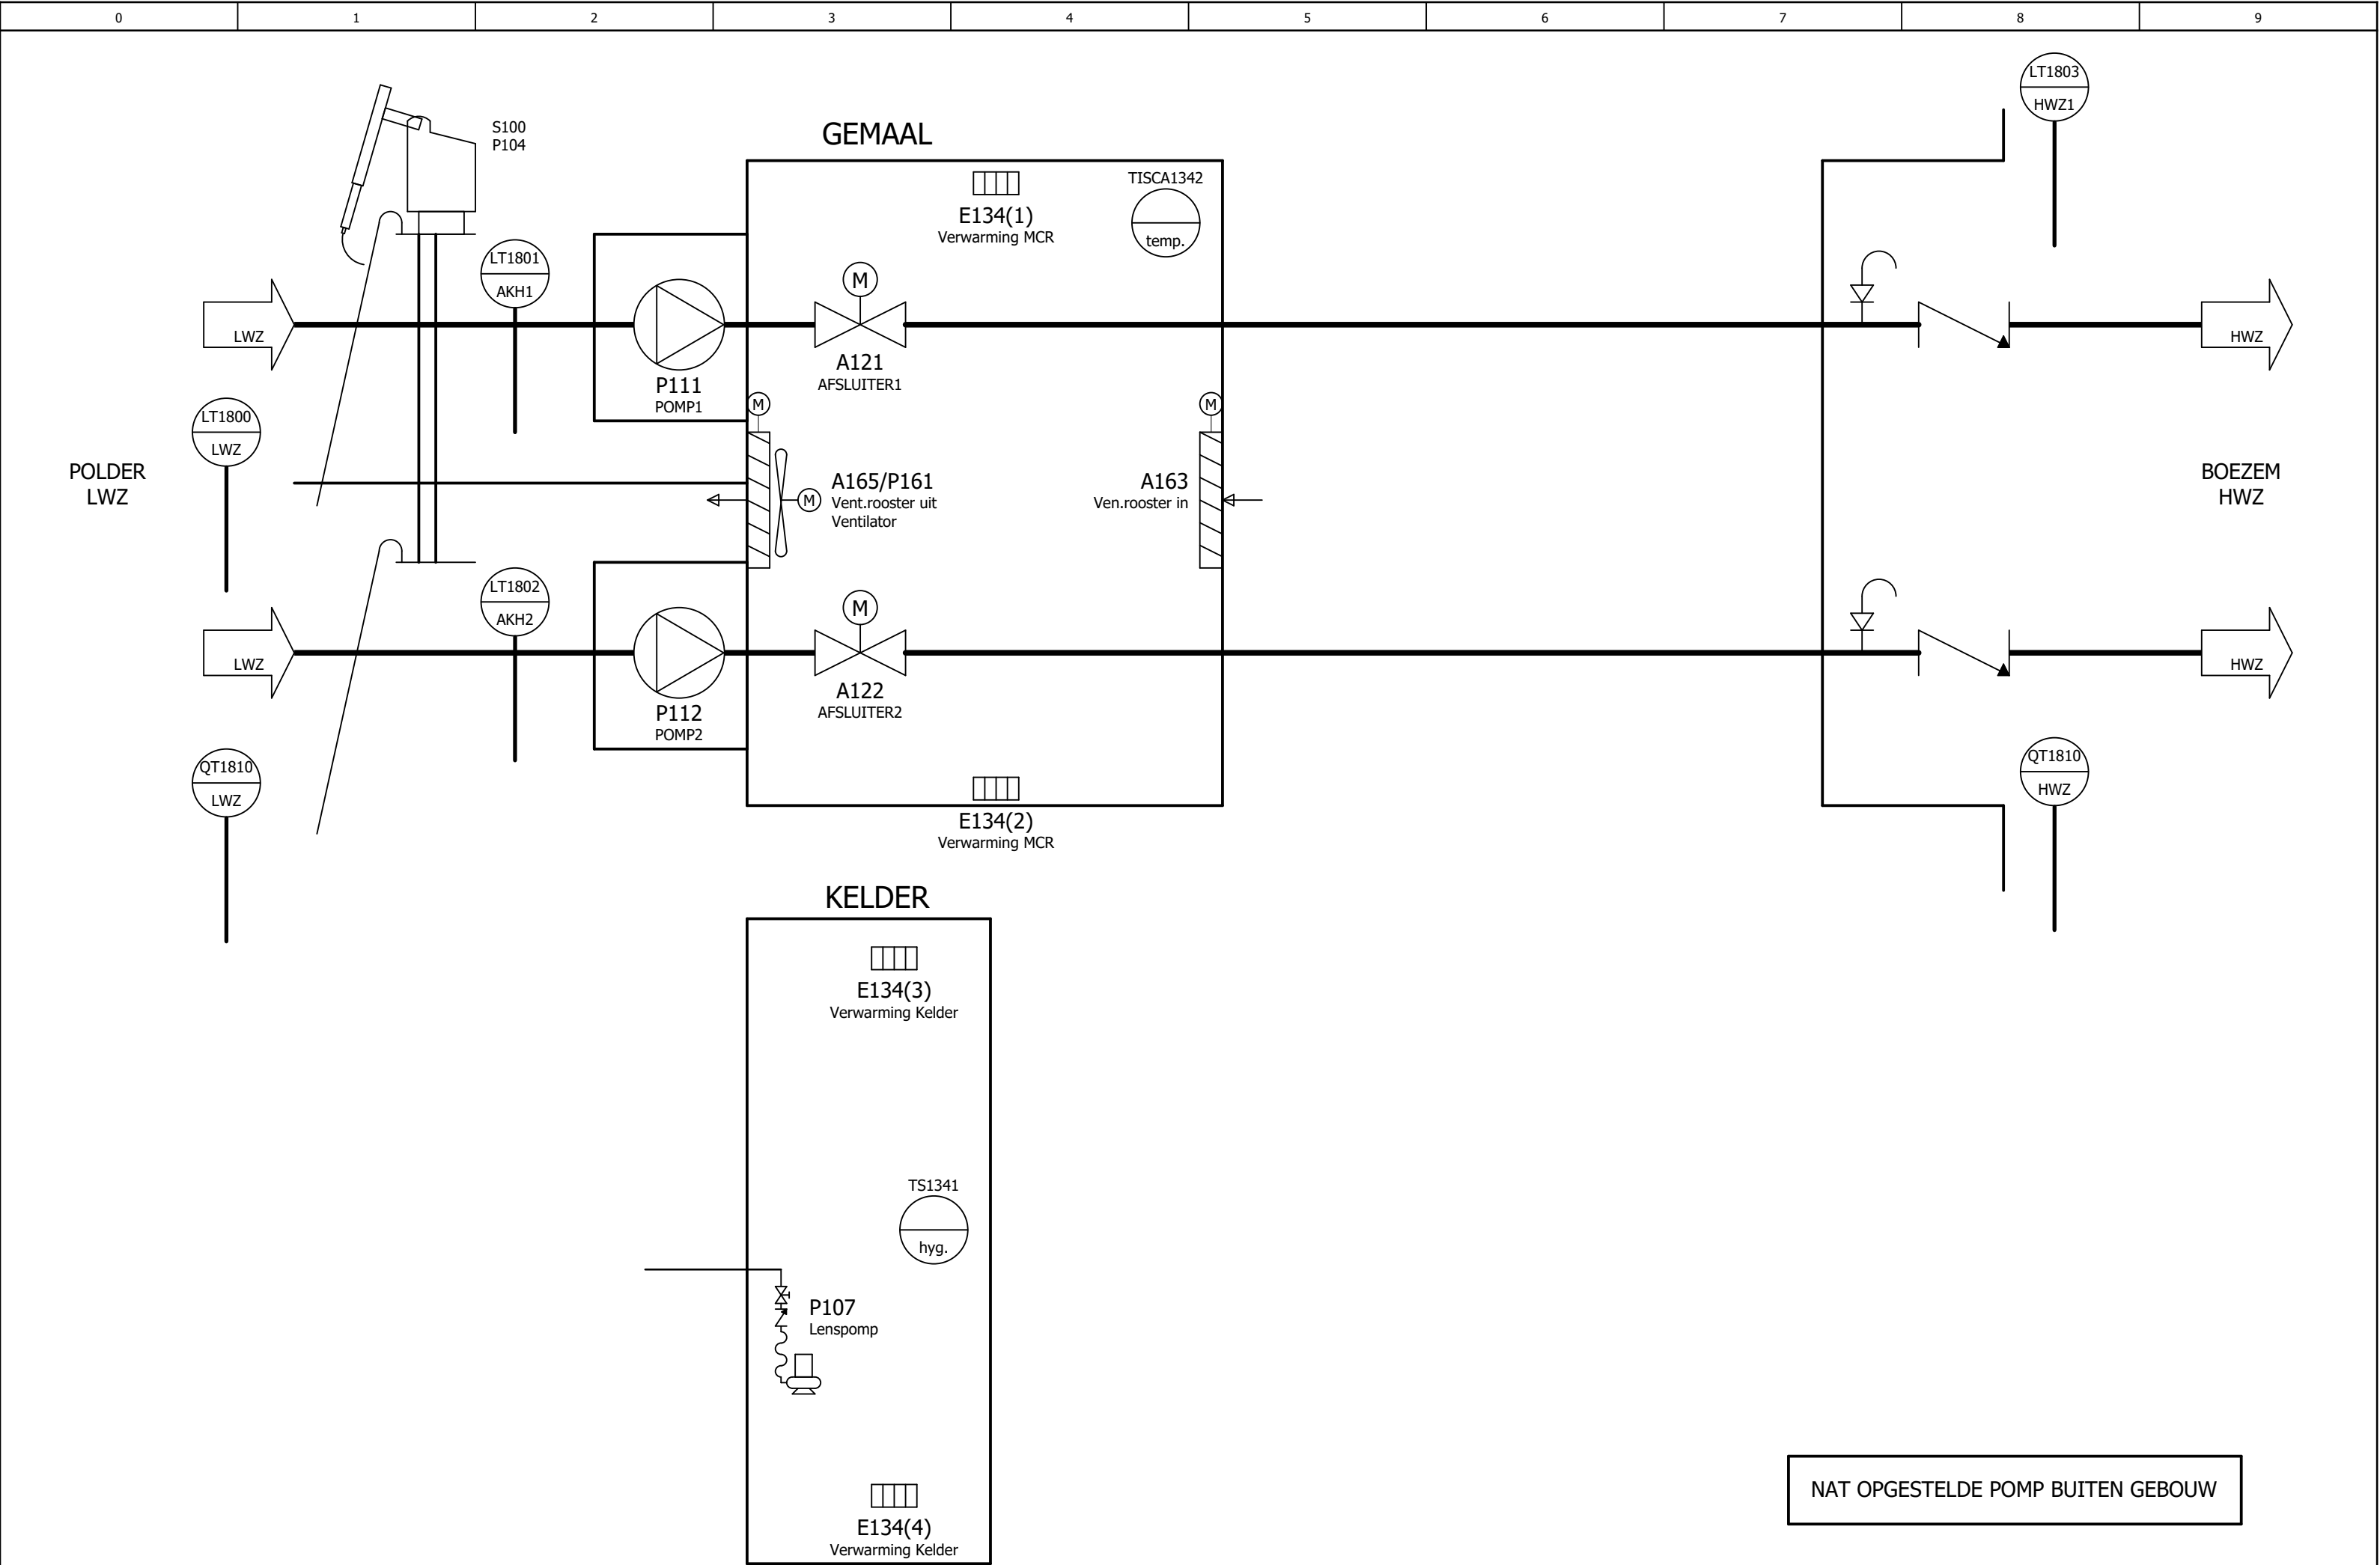 0 1 2 3 4 5 6 7 8 9
LT1803
HWZ1
S100
P104
GEMAAL
TISCA1342
temp.
E134(1)
Verwarming MCR
LT1801
AKH1
M
LWZ
HWZ
A121
AFSLUITER1
P111
POMP1
M
M
LT1800
LWZ
POLDER
LWZ
A165/P161
Vent.rooster uit
Ventilator
M
A163
Ven.rooster in
BOEZEM
HWZ
LT1802
AKH2
M
LWZ
HWZ
A122
AFSLUITER2
P112
POMP2
QT1810
LWZ
QT1810
HWZ
E134(2)
Verwarming MCR
KELDER
E134(3)
Verwarming Kelder
TS1341
hyg.
P107
Lenspomp
NAT OPGESTELDE POMP BUITEN GEBOUW
E134(4)
Verwarming Kelder